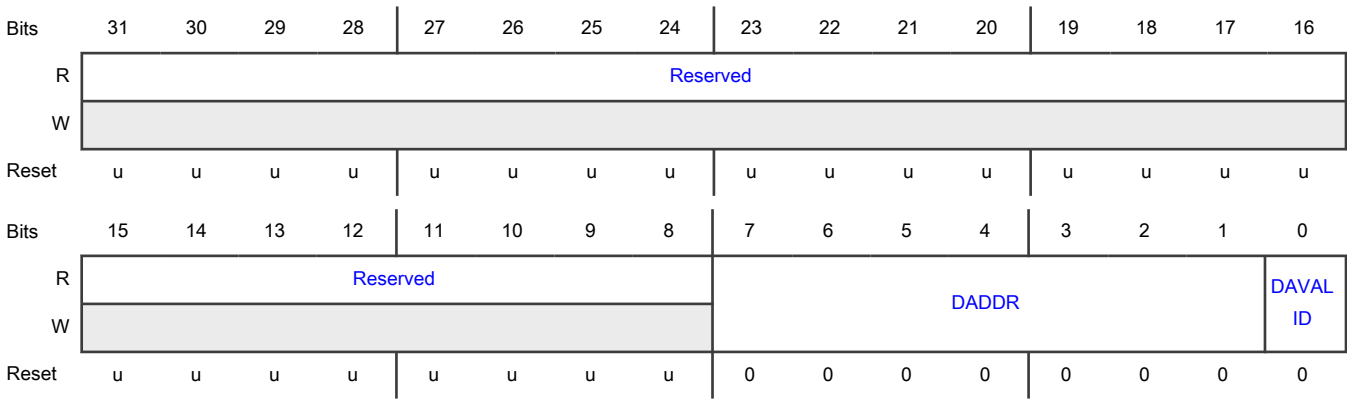 Bits 31 30 29 28 27 26 25 24 23 22 21 20 19 18 17 16
R Reserved
W
Reset u u u u u u u u u u u u u u u u
Bits 15 14 13 12 11 10 9 8 7 6 5 4 3 2 1 0
R Reserved DADDR DAVAL
W ID
Reset u u u u u u u u 0 0 0 0 0 0 0 0